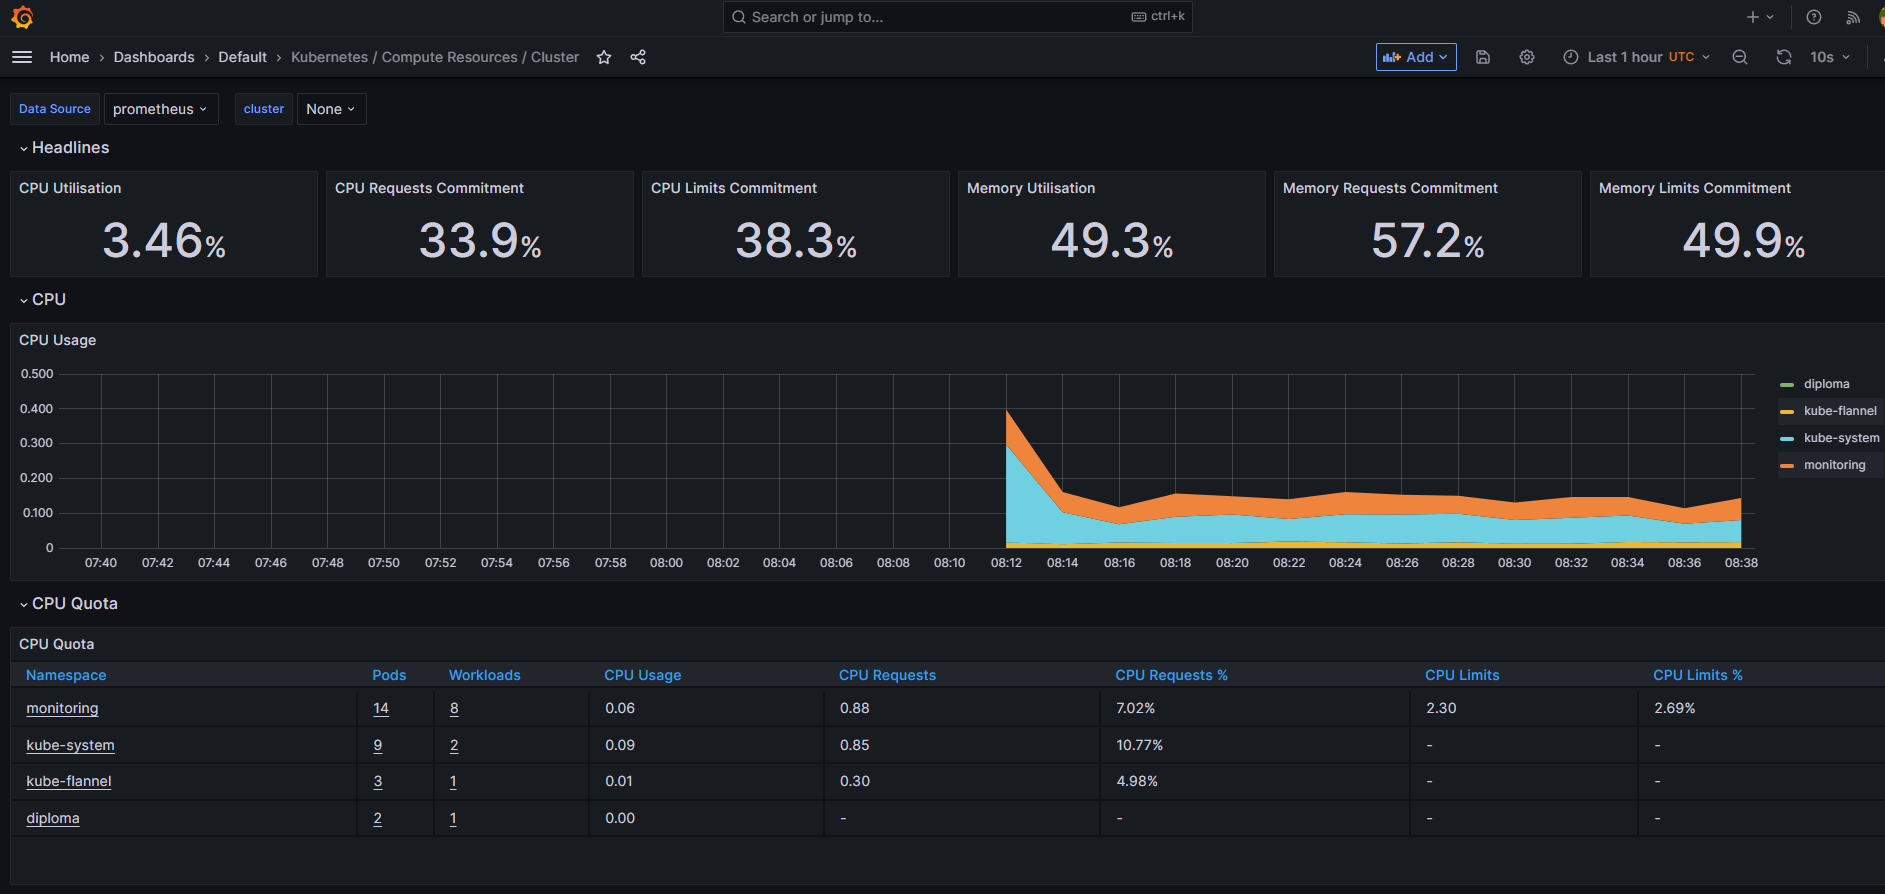 Search or jump to... ctrl+k
Home › Dashboards › Default › Kubernetes / Compute Resources / Cluster Add Last 1 hour UTC 10s
Data Source prometheus cluster None
Headlines
CPU Utilisation CPU Requests Commitment CPU Limits Commitment Memory Utilisation Memory Requests Commitment Memory Limits Commitment
3.46% 33.9% 38.3% 49.3% 57.2% 49.9%
CPU
CPU Usage
0.500
0.400
0.300
0.200
0.100
0
07:40 07:42 07:44 07:46 07:48 07:50 07:52 07:54 07:56 07:58 08:00 08:02 08:04 08:06 08:08 08:10 08:12 08:14 08:16 08:18 08:20 08:22 08:24 08:26 08:28 08:30 08:32 08:34 08:36 08:38
diploma
kube-flannel
kube-system
monitoring
CPU Quota
CPU Quota
Namespace Pods Workloads CPU Usage CPU Requests CPU Requests % CPU Limits CPU Limits %
monitoring 14 8 0.06 0.88 7.02% 2.30 2.69%
kube-system 9 2 0.09 0.85 10.77% - -
kube-flannel 3 1 0.01 0.30 4.98% - -
diploma 2 1 0.00 - - - -